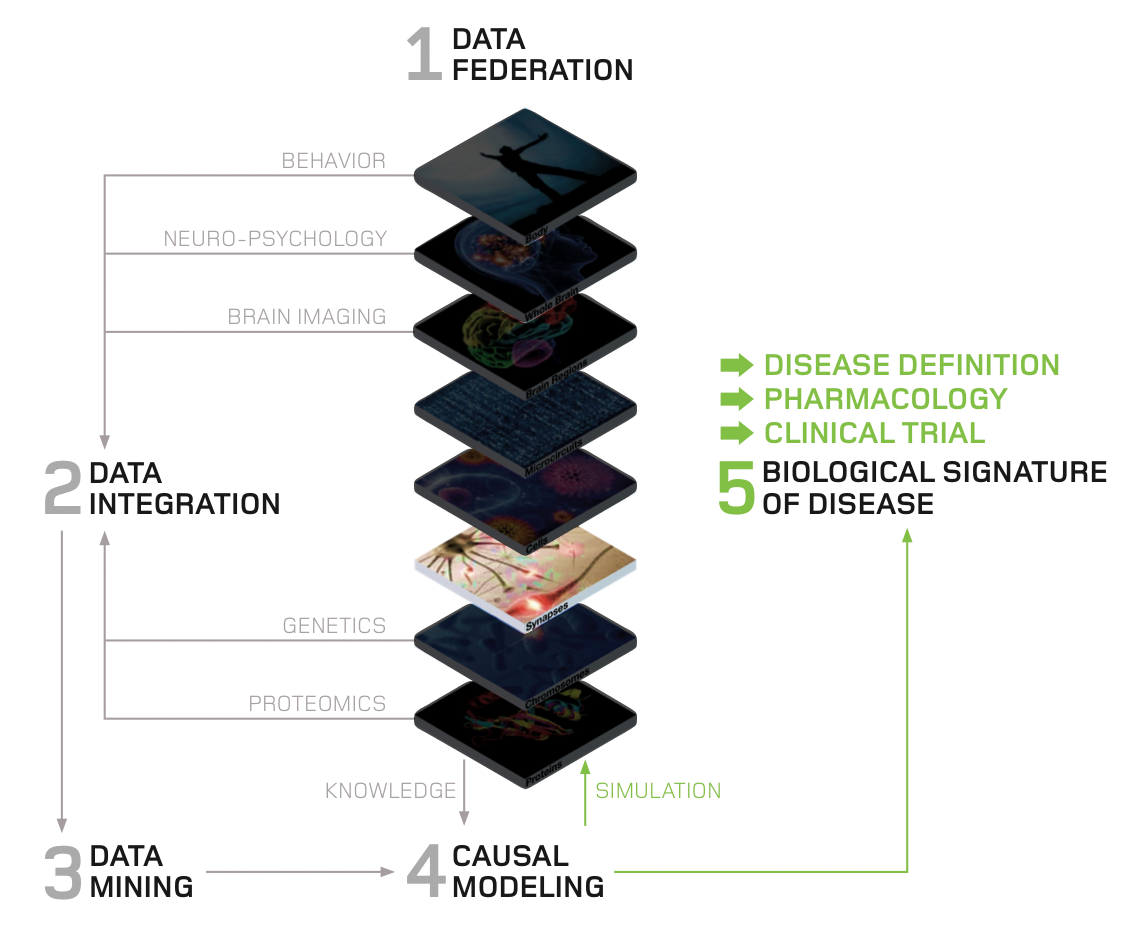 1 DATA
FEDERATION
BEHAVIOR
Body
NEURO-PSYCHOLOGY
Whole Brain
BRAIN IMAGING
Brain Regions
Microcircuits
Cells
Synapses
GENETICS
Chromosomes
PROTEOMICS
Proteins
2 DATA
INTEGRATION
DISEASE DEFINITION
PHARMACOLOGY
CLINICAL TRIAL
5 BIOLOGICAL SIGNATURE
OF DISEASE
KNOWLEDGE
SIMULATION
3 DATA
MINING
4 CAUSAL
MODELING